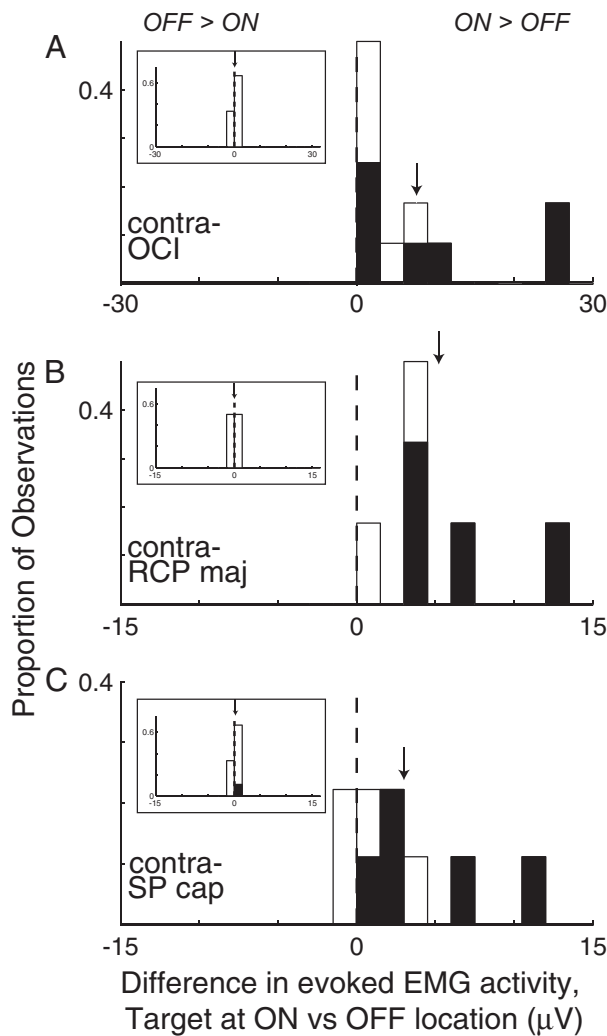 OFF > ON ON > OFF
A
0.4
0.6
0
-30 0 30
contra-
OCI
-30 0 30
B
0.4
0.6
0
-15 0 15
contra-
RCP maj
-15 0 15
C
0.4
0.6
0
-15 0 15
contra-
SP cap
-15 0 15
Proportion of Observations
Difference in evoked EMG activity,
Target at ON vs OFF location (μV)